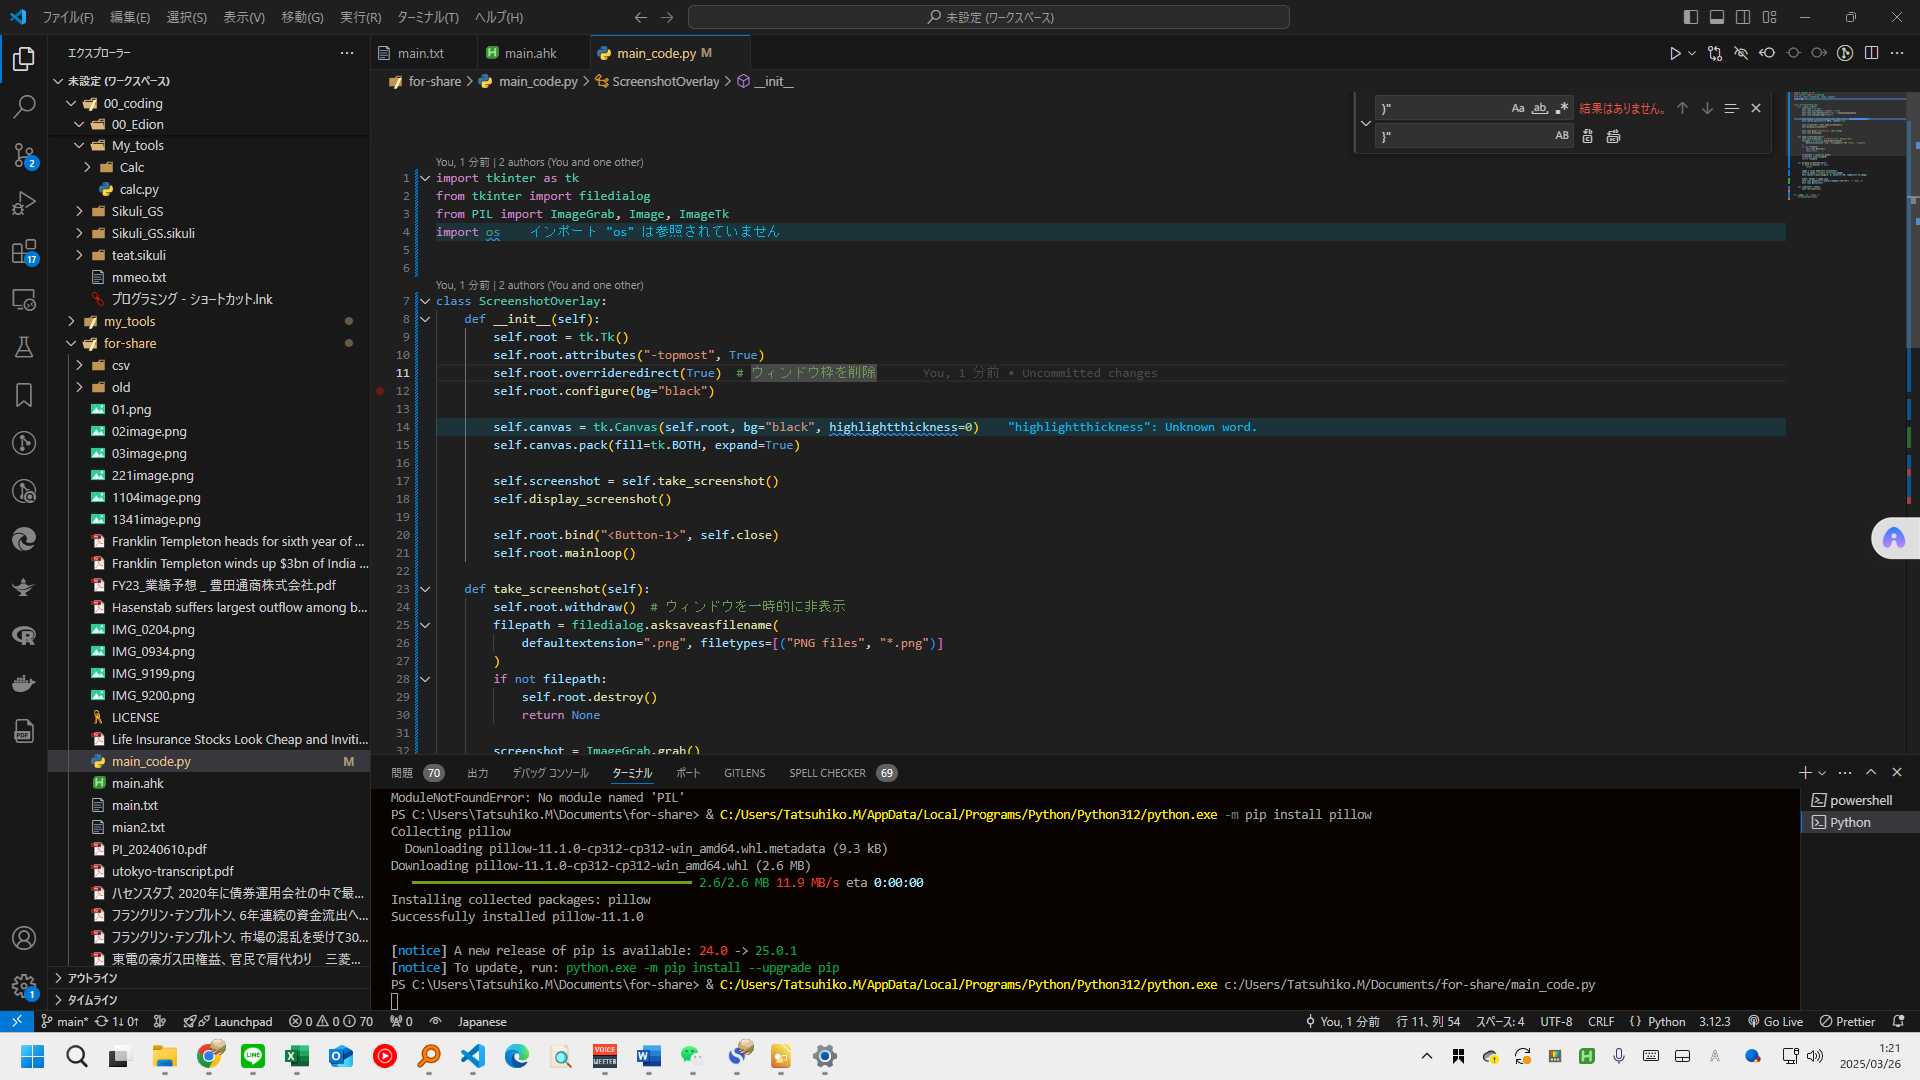 ファイル(F) 編集(E) 選択(S) 表示(V) 移動(G) 実行(R) ターミナル(T) ヘルプ(H)
未設定 (ワークスペース)
エクスプローラー
未設定 (ワークスペース)
00_coding
00_Edion
My_tools
Calc
calc.py
Sikuli_GS
Sikuli_GS.sikuli
teat.sikuli
mmeo.txt
プログラミング - ショートカット.lnk
my_tools
for-share
csv
old
01.png
02image.png
03image.png
221image.png
1104image.png
1341image.png
Franklin Templeton heads for sixth year of ...
Franklin Templeton winds up $3bn of India ...
FY23_業績予想 _ 豊田通商株式会社.pdf
Hasenstab suffers largest outflow among b...
IMG_0204.png
IMG_0934.png
IMG_9199.png
IMG_9200.png
LICENSE
Life Insurance Stocks Look Cheap and Inviti...
main_code.py M
main.ahk
main.txt
mian2.txt
PI_20240610.pdf
utokyo-transcript.pdf
ハセンスタブ、2020年に債券運用会社の中で最...
フランクリン・テンプルトン、6年連続の資金流出へ...
フランクリン・テンプルトン、市場の混乱を受けて30...
東電の豪ガス田権益、官民で肩代わり 三菱...
アウトライン
タイムライン
2
17
1
main.txt
main.ahk
main_code.py M
for-share > main_code.py > ScreenshotOverlay > __init__
)" Aa ab 結果はありません。
)" AB
You, 1 分前 | 2 authors (You and one other)
1 import tkinter as tk
2 from tkinter import filedialog
3 from PIL import ImageGrab, Image, ImageTk
4 import os インポート "os" は参照されていません
5
6
You, 1 分前 | 2 authors (You and one other)
7 class ScreenshotOverlay:
8 def __init__(self):
9 self.root = tk.Tk()
10 self.root.attributes("-topmost", True)
11 self.root.overrideredirect(True) # ウィンドウ枠を削除 You, 1 分前 • Uncommitted changes
12 self.root.configure(bg="black")
13
14 self.canvas = tk.Canvas(self.root, bg="black", highlightthickness=0) "highlightthickness": Unknown word.
15 self.canvas.pack(fill=tk.BOTH, expand=True)
16
17 self.screenshot = self.take_screenshot()
18 self.display_screenshot()
19
20 self.root.bind("<Button-1>", self.close)
21 self.root.mainloop()
22
23 def take_screenshot(self):
24 self.root.withdraw() # ウィンドウを一時的に非表示
25 filepath = filedialog.asksaveasfilename(
26 defaultextension=".png", filetypes=[("PNG files", "*.png")]
27 )
28 if not filepath:
29 self.root.destroy()
30 return None
31
32 screenshot = ImageGrab.grab()
問題 70 出力 デバッグ コンソール ターミナル ポート GITLENS SPELL CHECKER 69
powershell
Python
ModuleNotFoundError: No module named 'PIL'
PS C:\Users\Tatsuhiko.M\Documents\for-share> & C:/Users/Tatsuhiko.M/AppData/Local/Programs/Python/Python312/python.exe -m pip install pillow
Collecting pillow
Downloading pillow-11.1.0-cp312-cp312-win_amd64.whl.metadata (9.3 kB)
Downloading pillow-11.1.0-cp312-cp312-win_amd64.whl (2.6 MB)
2.6/2.6 MB 11.9 MB/s eta 0:00:00
Installing collected packages: pillow
Successfully installed pillow-11.1.0
[notice] A new release of pip is available: 24.0 -> 25.0.1
[notice] To update, run: python.exe -m pip install --upgrade pip
PS C:\Users\Tatsuhiko.M\Documents\for-share> & C:/Users/Tatsuhiko.M/AppData/Local/Programs/Python/Python312/python.exe c:/Users/Tatsuhiko.M/Documents/for-share/main_code.py
main* 1↓ 0↑ Launchpad 0 0 70 0 Japanese
You, 1 分前 行 11、列 54 スペース: 4 UTF-8 CRLF Python 3.12.3 Go Live Prettier
1:21
2025/03/26